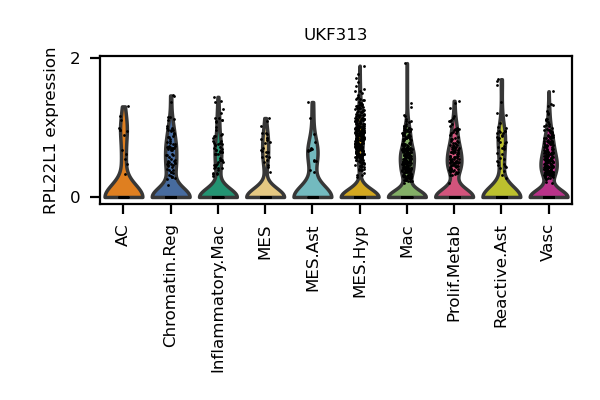 UKF313
RPL22L1 expression
2
0
AC
Chromatin.Reg
Inflammatory.Mac
MES
MES.Ast
MES.Hyp
Mac
Prolif.Metab
Reactive.Ast
Vasc